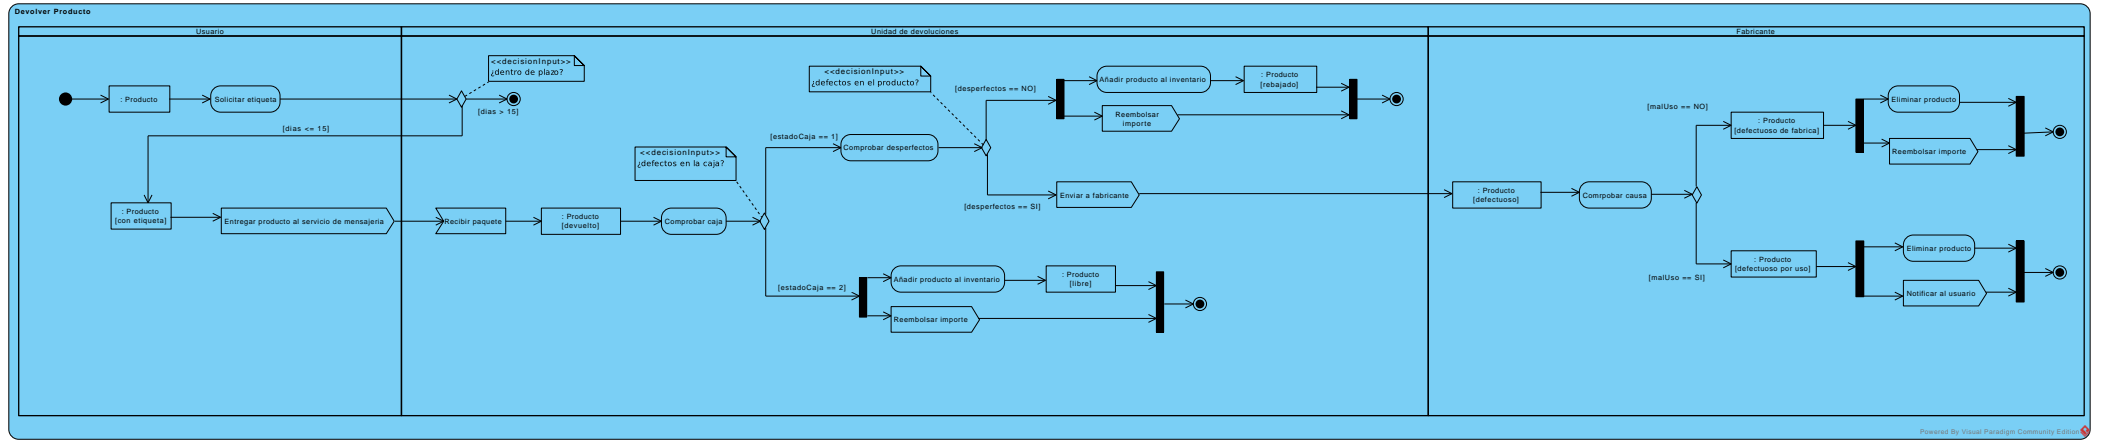 Devolver Producto
Usuario
Unidad de devoluciones
Fabricante
<<decisionInput>>
¿dentro de plazo?
: Producto
Solicitar etiqueta
[dias > 15]
[dias <= 15]
: Producto
[con etiqueta]
Entregar producto al servicio de mensajeria
Recibir paquete
: Producto
[devuelto]
Comprobar caja
<<decisionInput>>
¿defectos en la caja?
[estadoCaja == 1]
Comprobar desperfectos
<<decisionInput>>
¿defectos en el producto?
[desperfectos == NO]
Añadir producto al inventario
: Producto
[rebajado]
Reembolsar
importe
[desperfectos == SI]
Enviar a fabricante
[estadoCaja == 2]
Añadir producto al inventario
: Producto
[libre]
Reembolsar importe
: Producto
[defectuoso]
Comrpobar causa
[malUso == NO]
: Producto
[defectuoso de fabrica]
Eliminar producto
Reembolsar importe
[malUso == SI]
: Producto
[defectuoso por uso]
Eliminar producto
Notificar al usuario
Powered By Visual Paradigm Community Edition